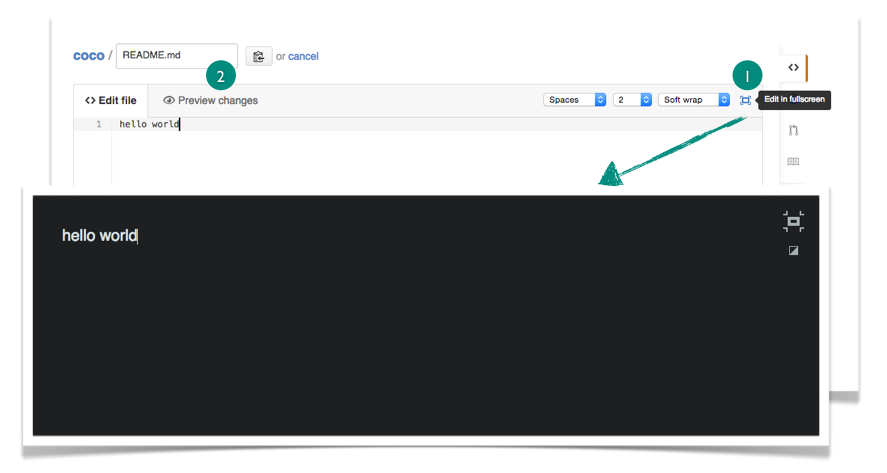 coco / README.md or cancel
2
1
<> Edit file Preview changes Spaces 2 Soft wrap Edit in fullscreen
1 hello world
hello world